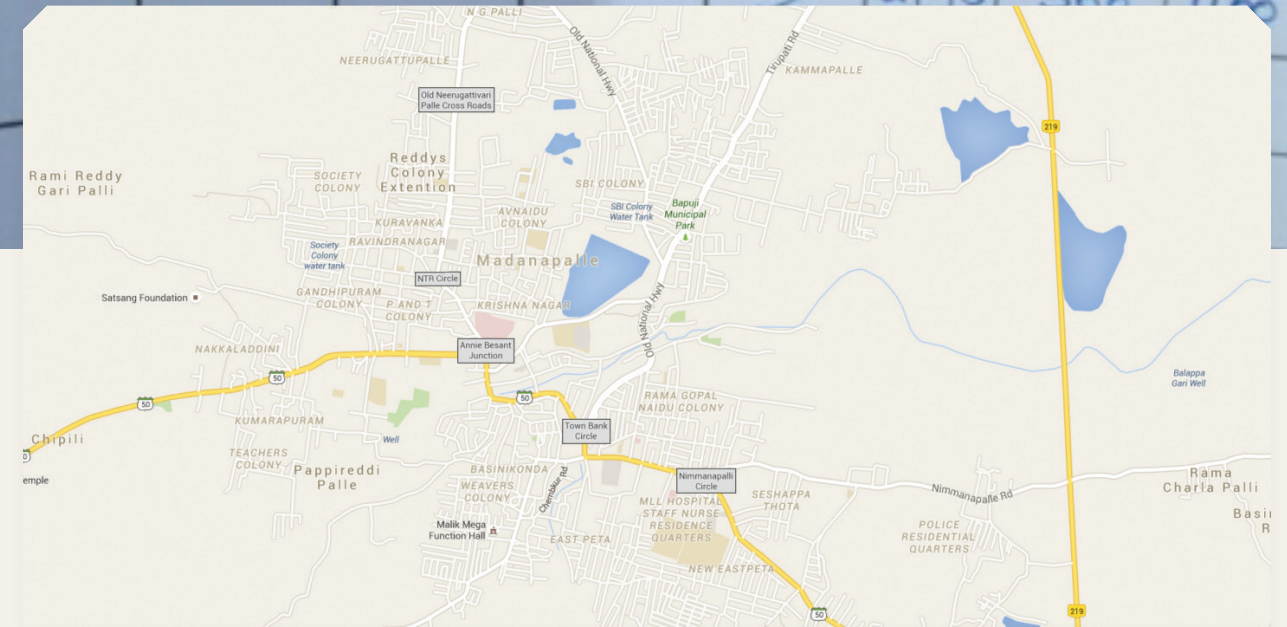 N G PALLI
Old National Hwy
Tirupati Rd
NEERUGATTUPALLE
KAMMAPALLE
Old Neerugattivari
Palle Cross Roads
219
Reddys
Colony
Extention
Rami Reddy
Gari Palli
SOCIETY
COLONY
SBI COLONY
SBI Colony
Water Tank
Bapuji
Municipal
Park
AVNAIDU
COLONY
KURAVANKA
RAVINDRANAGAR
Society
Colony
water tank
Madanapalle
NTR Circle
GANDHIPURAM
COLONY
P AND T
COLONY
KRISHNA NAGAR
Satsang Foundation
Old National Hwy
NAKKALADDINI
Annie Besant
Junction
50
50
50
Balappa
Gari Well
RAMA GOPAL
NAIDU COLONY
KUMARAPURAM
Well
Town Bank
Circle
Chipili
TEACHERS
COLONY
Pappireddi
Palle
BASINIKONDA
WEAVERS
COLONY
Chembkur Rd
Nimmanapalli
Circle
emple
SESHAPPA
THOTA
Nimmanapalle Rd
Rama
Charla Palli
Basin
R
MLL HOSPITAL
STAFF NURSE
RESIDENCE
QUARTERS
Malik Mega
Function Hall
EAST PETA
POLICE
RESIDENTIAL
QUARTERS
NEW EASTPETA
50
219